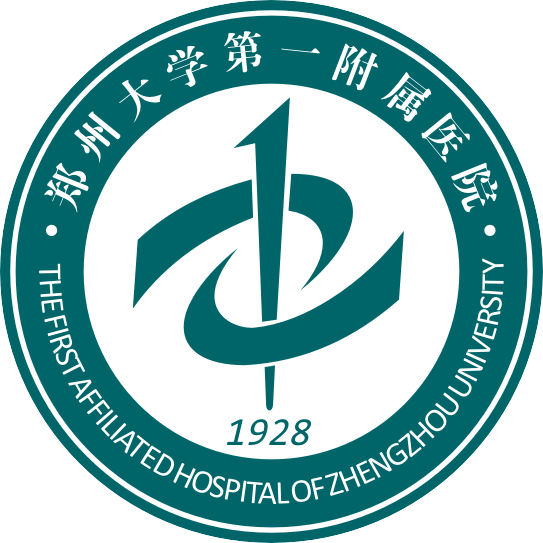 郑州大学第一附属医院
1928
THE FIRST AFFILIATED HOSPITAL OF ZHENGZHOU UNIVERSITY